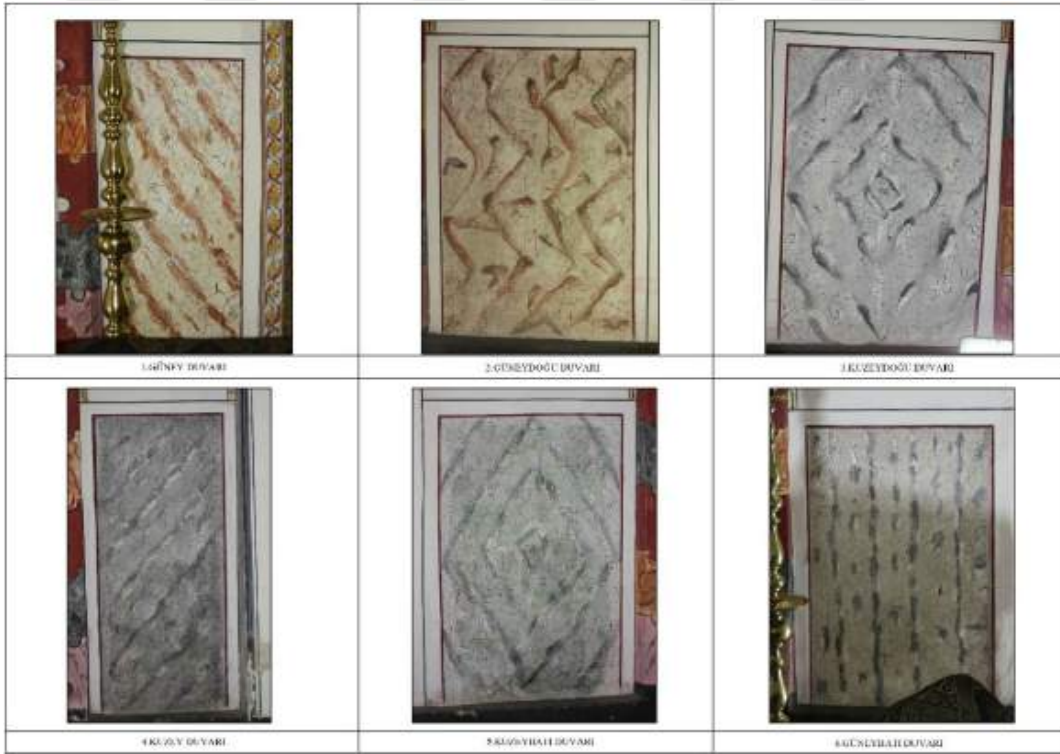 1.GÜNEY DUVARI
2.GÜNEYDOĞU DUVARI
3.KUZEYDOĞU DUVARI
4.KUZEY DUVARI
5.KUZEYBATI DUVARI
6.GÜNEYBATI DUVARI